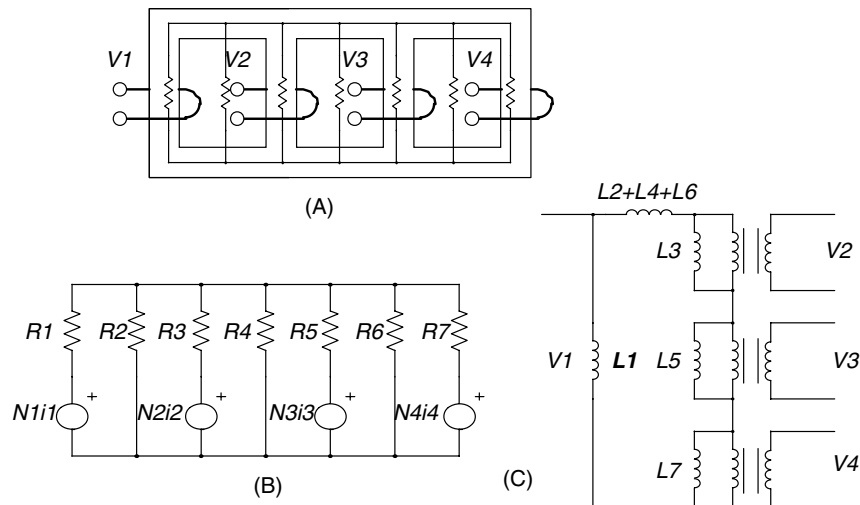 V1 V2 V3 V4
(A)
L2+L4+L6
L3 V2
R1 R2 R3 R4 R5 R6 R7
V1 L1 L5 V3
+ + + +
N1i1 N2i2 N3i3 N4i4
L7 V4
(B)
(C)